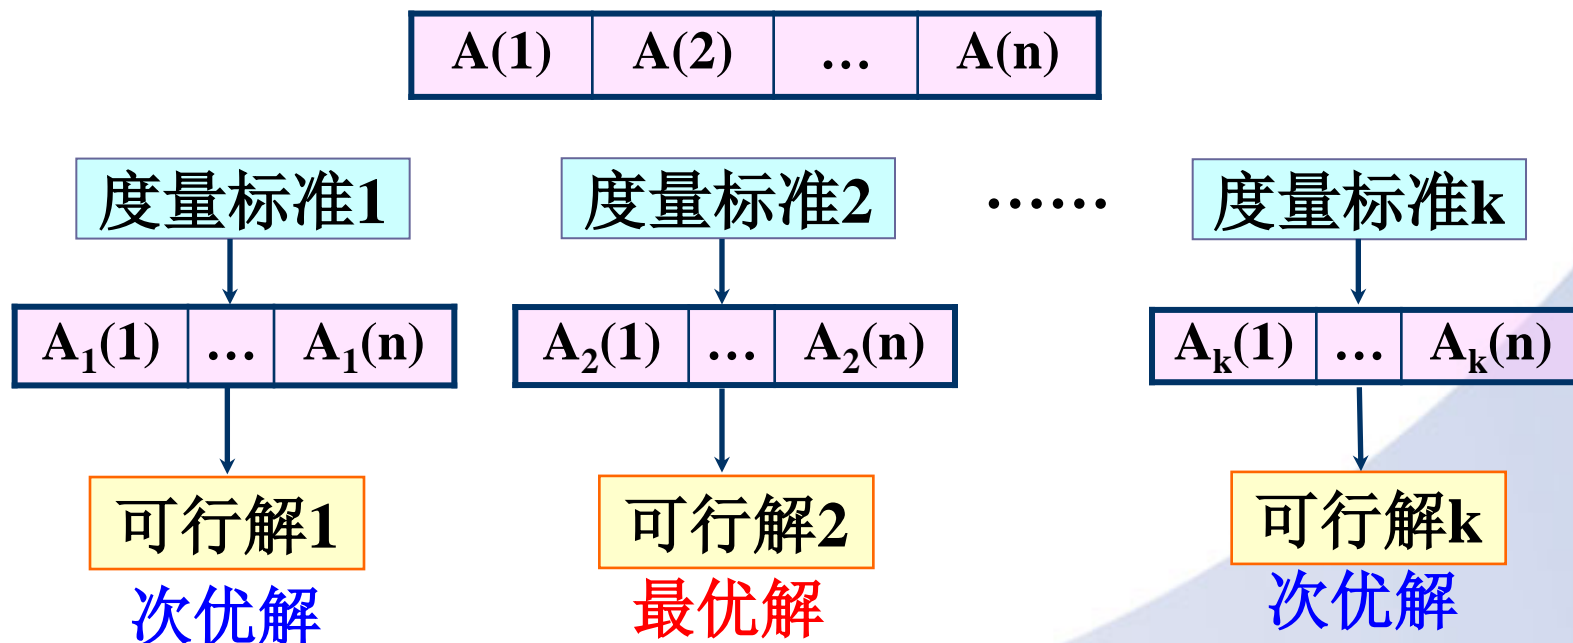 A(1) A(2) … A(n)
度量标准1 度量标准2 …… 度量标准k
A₁(1) … A₁(n) A₂(1) … A₂(n) Aₖ(1) … Aₖ(n)
可行解1 可行解2 可行解k
次优解 最优解 次优解